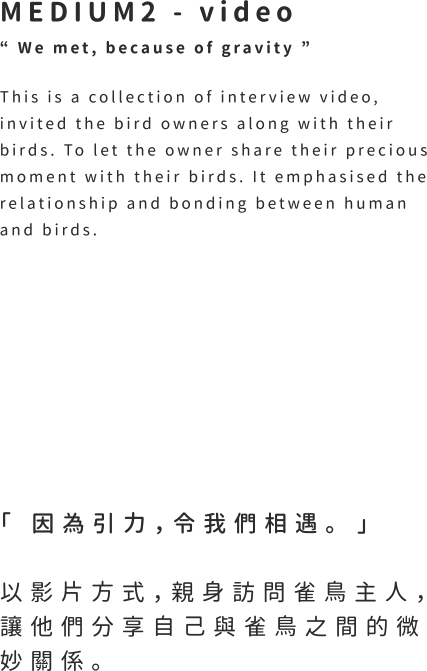 MEDIUM2 - video
“ We met, because of gravity ”
This is a collection of interview video,
invited the bird owners along with their
birds. To let the owner share their precious
moment with their birds. It emphasised the
relationship and bonding between human
and birds.
「 因為引力，令我們相遇。」
以影片方式，親身訪問雀鳥主人，
讓他們分享自己與雀鳥之間的微
妙關係。